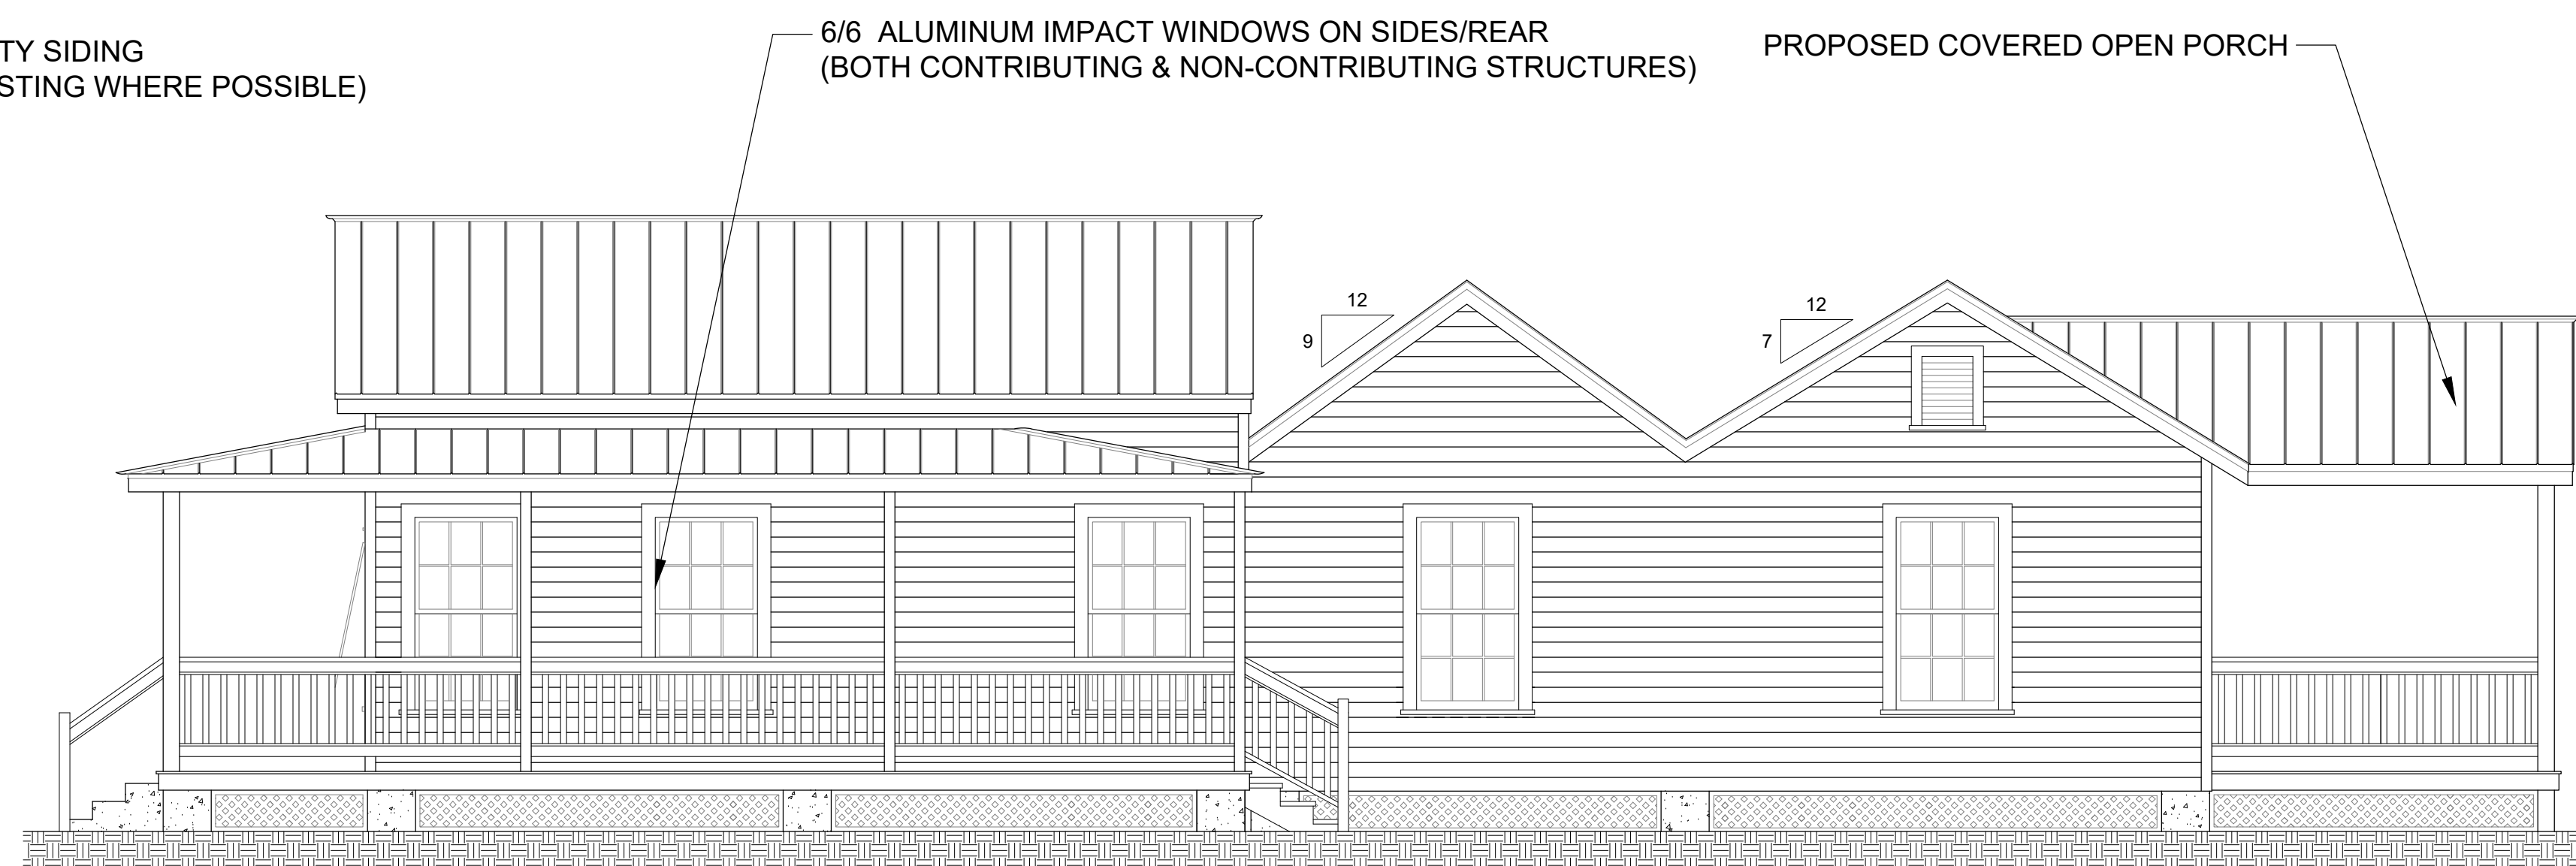 TY SIDING
STING WHERE POSSIBLE)
6/6 ALUMINUM IMPACT WINDOWS ON SIDES/REAR
(BOTH CONTRIBUTING & NON-CONTRIBUTING STRUCTURES)
PROPOSED COVERED OPEN PORCH
12
9
12
7